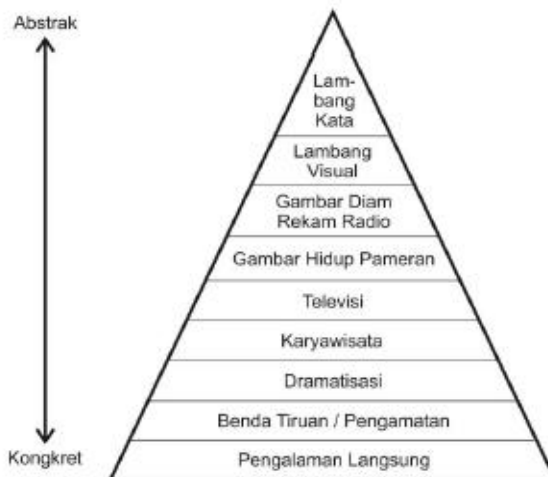 Abstrak
Lam-
bang
Kata
Lambang
Visual
Gambar Diam
Rekam Radio
Gambar Hidup Pameran
Televisi
Karyawisata
Dramatisasi
Benda Tiruan / Pengamatan
Pengalaman Langsung
Kongkret